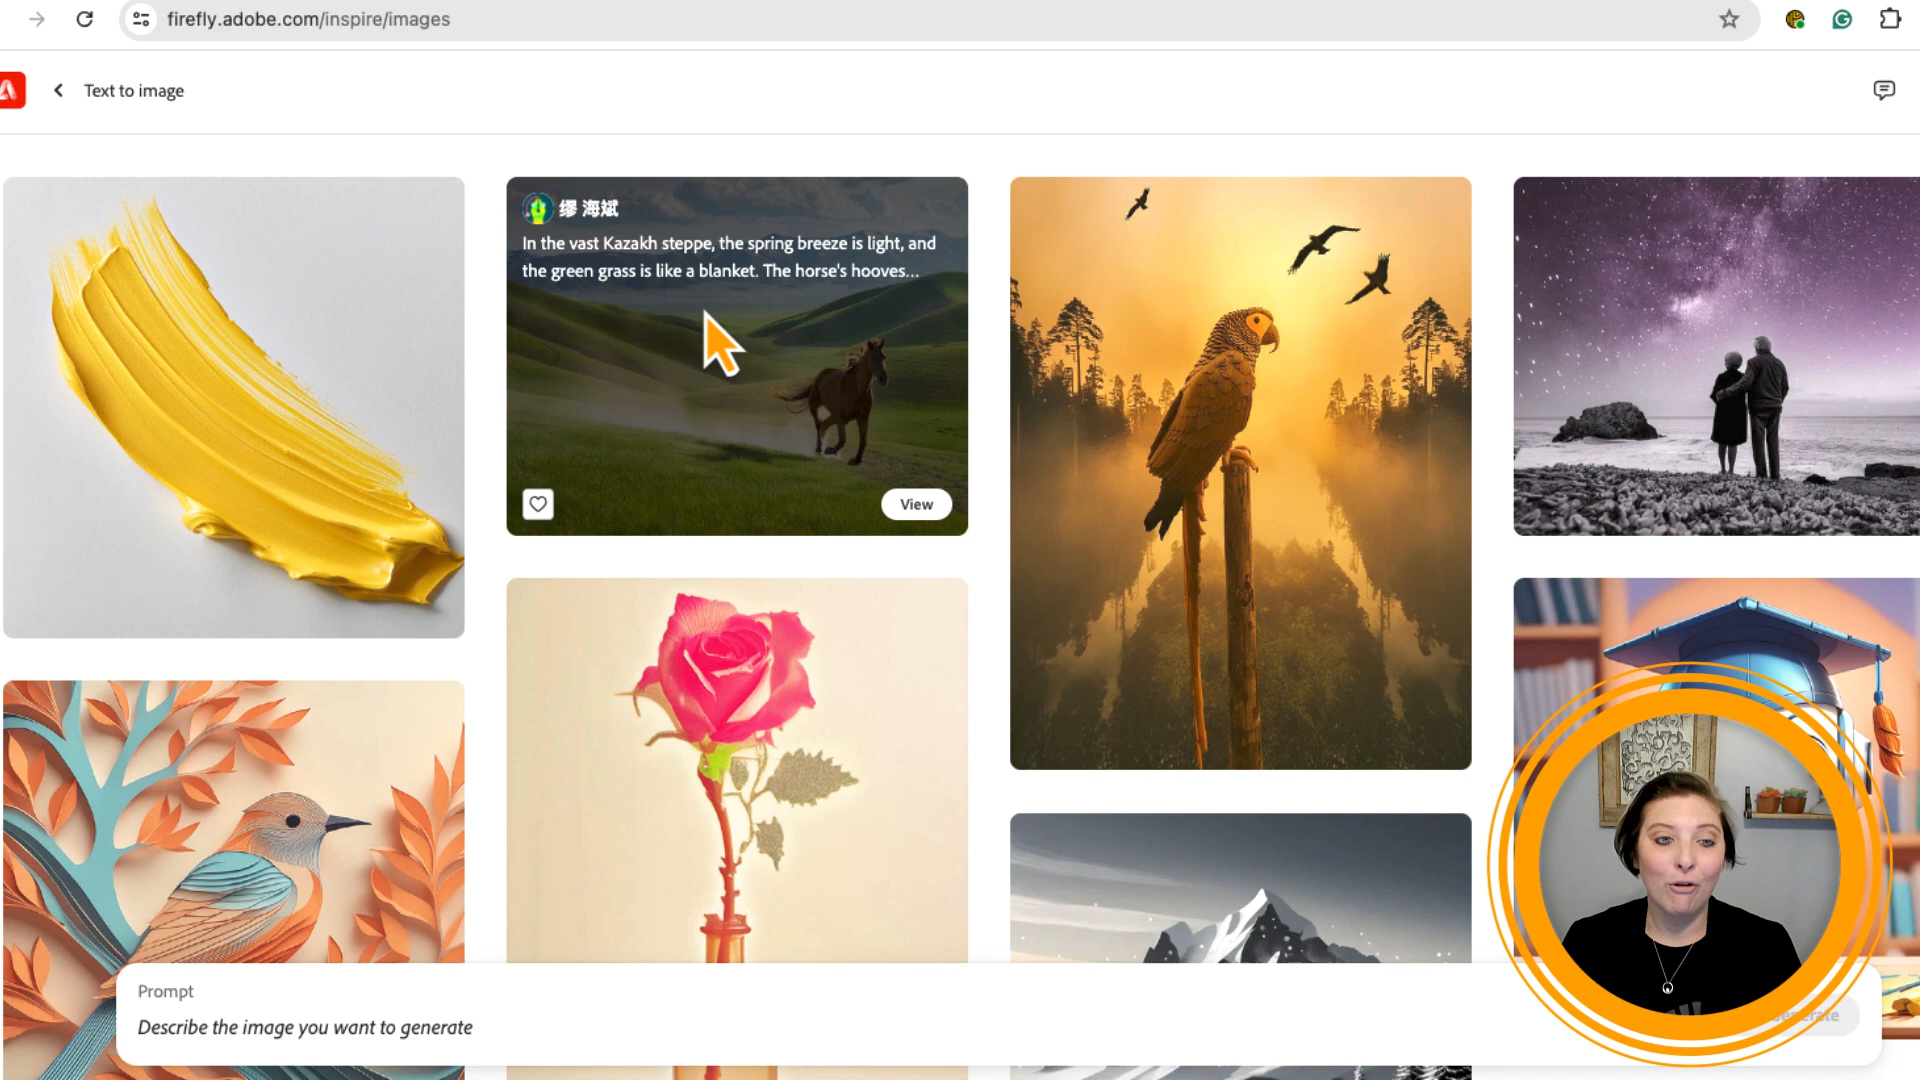 firefly.adobe.com/inspire/images
Text to image
缪 海斌
In the vast Kazakh steppe, the spring breeze is light, and
the green grass is like a blanket. The horse's hooves...
View
Prompt
Describe the image you want to generate
Generate